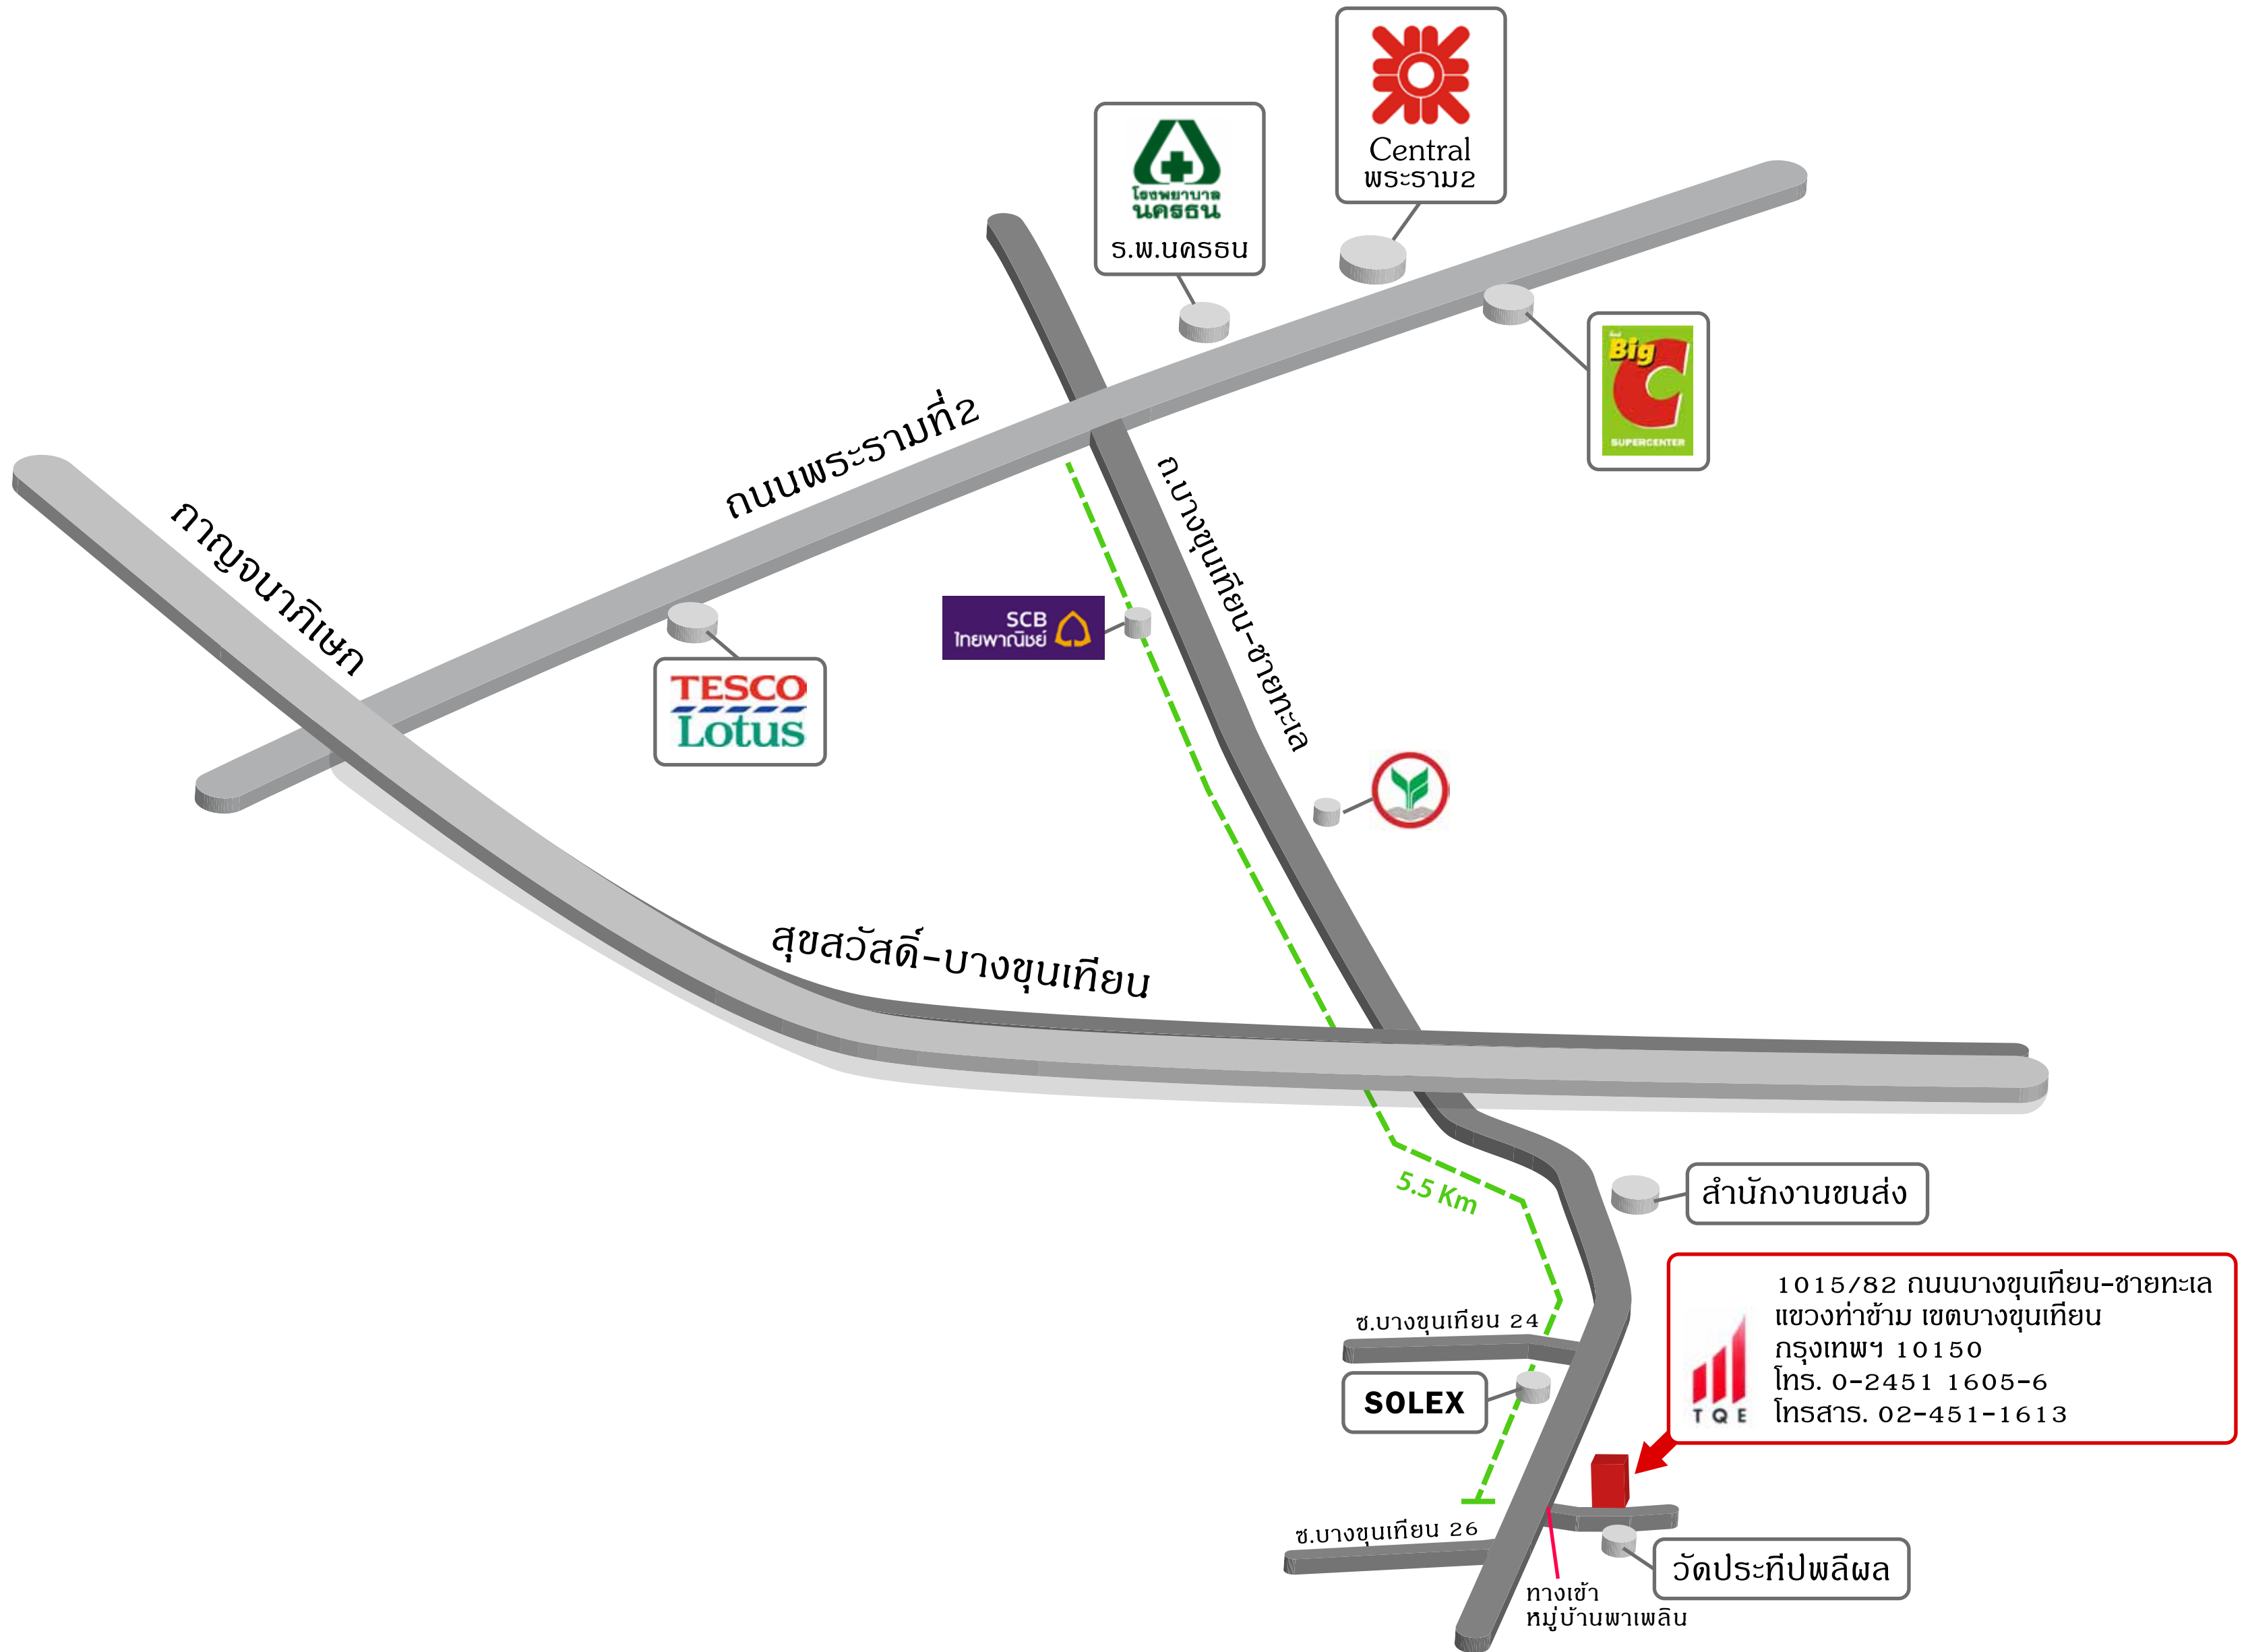 Central
พระราม2
โรงพยาบาล
นครธน
ร.พ.นครธน
Big
C
SUPERCENTER
ถนนพระรามที่2
กาญจนาภิเษก
ถ.บางขุนเทียน-ชายทะเล
SCB
ไทยพาณิชย์
TESCO
Lotus
สุขสวัสดิ์-บางขุนเทียน
5.5 Km
สำนักงานขนส่ง
1015/82 ถนนบางขุนเทียน-ชายทะเล
แขวงท่าข้าม เขตบางขุนเทียน
กรุงเทพฯ 10150
โทร. 0-2451 1605-6
โทรสาร. 02-451-1613
TQE
ซ.บางขุนเทียน 24
SOLEX
ซ.บางขุนเทียน 26
วัดประทีปพลีผล
ทางเข้า
หมู่บ้านพาเพลิน